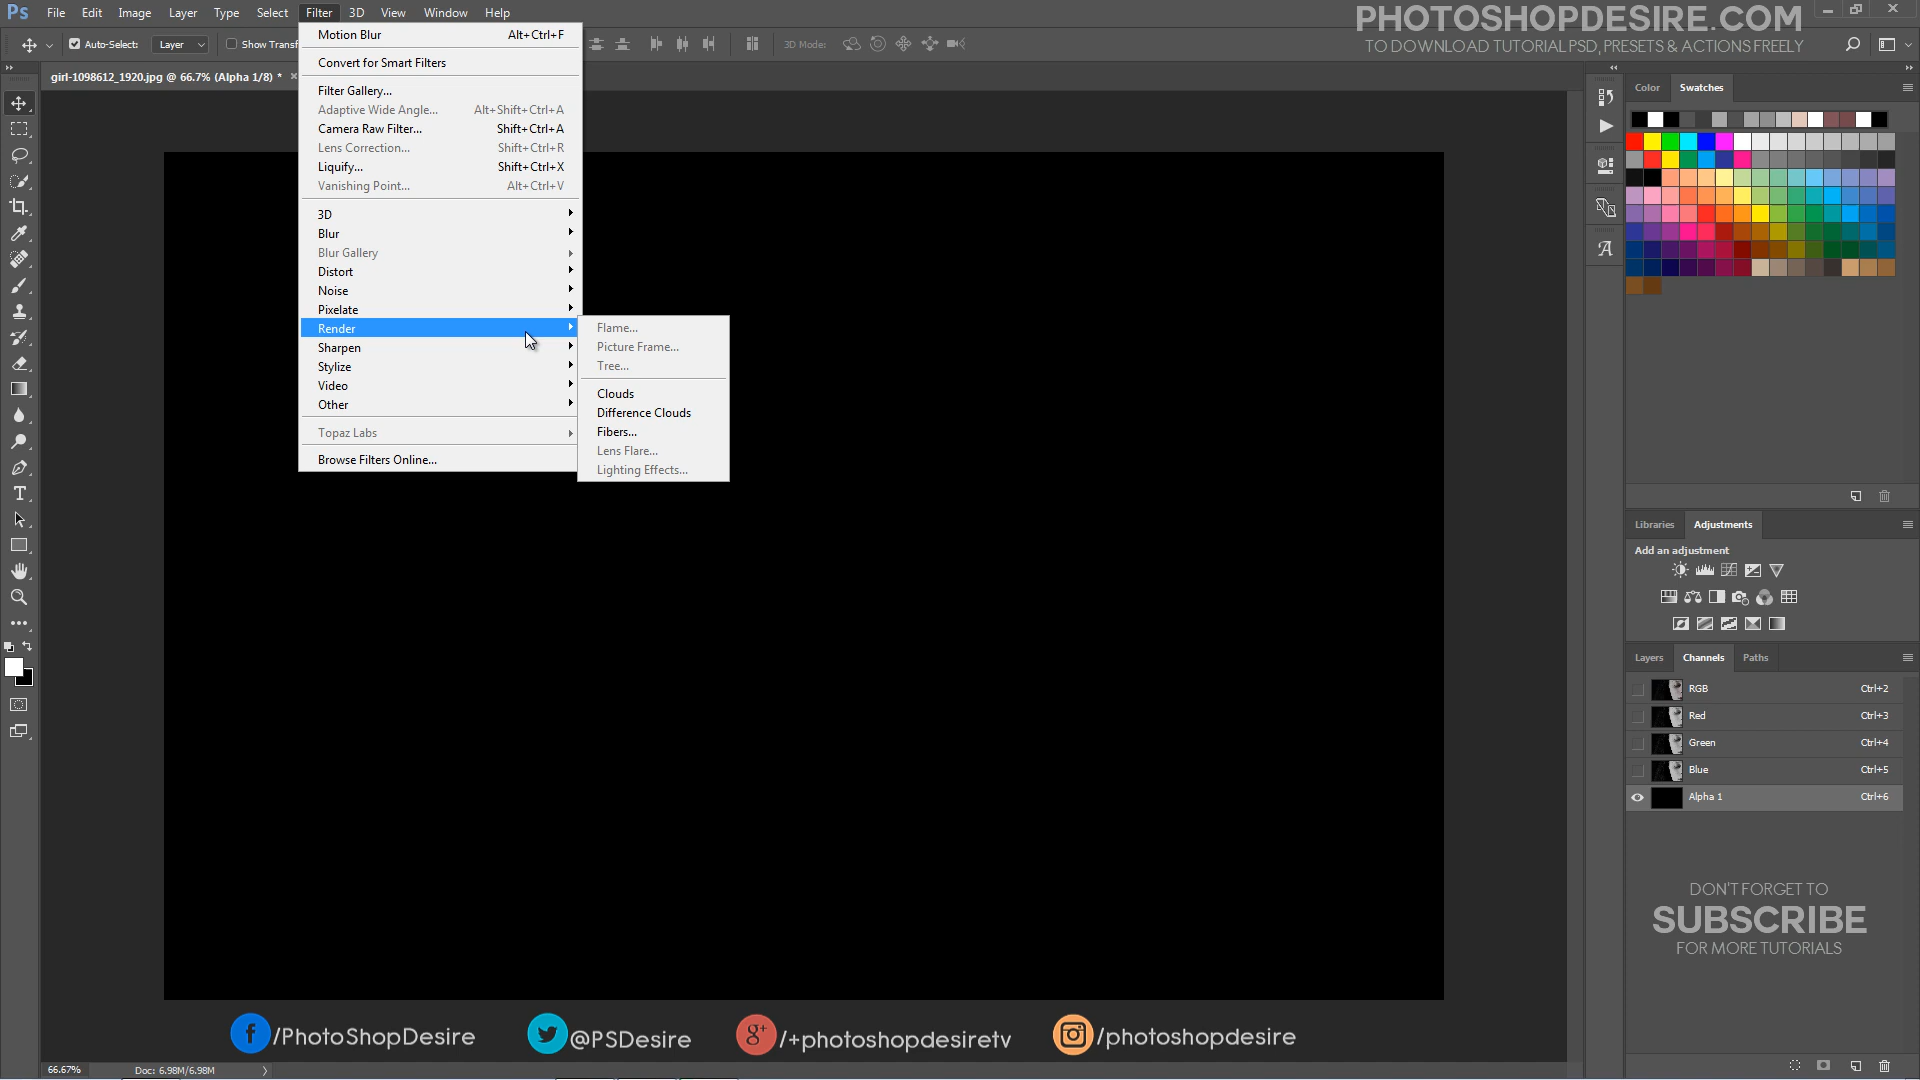 Ps File Edit Image Layer Type Select Filter 3D View Window Help
PHOTOSHOPDESIRE.COM
TO DOWNLOAD TUTORIAL PSD, PRESETS & ACTIONS FREELY
Auto-Select: Layer Show Transf
3D Mode:
girl-1098612_1920.jpg @ 66.7% (Alpha 1/8) *
Motion Blur Alt+Ctrl+F
Convert for Smart Filters
Filter Gallery...
Adaptive Wide Angle... Alt+Shift+Ctrl+A
Camera Raw Filter... Shift+Ctrl+A
Lens Correction... Shift+Ctrl+R
Liquify... Shift+Ctrl+X
Vanishing Point... Alt+Ctrl+V
3D
Blur
Blur Gallery
Distort
Noise
Pixelate
Render
Sharpen
Stylize
Video
Other
Topaz Labs
Browse Filters Online...
Flame...
Picture Frame...
Tree...
Clouds
Difference Clouds
Fibers...
Lens Flare...
Lighting Effects...
Color Swatches
Libraries Adjustments
Add an adjustment
Layers Channels Paths
RGB Ctrl+2
Red Ctrl+3
Green Ctrl+4
Blue Ctrl+5
Alpha 1 Ctrl+6
DON'T FORGET TO
SUBSCRIBE
FOR MORE TUTORIALS
/PhotoShopDesire @PSDesire /+photoshopdesiretv /photoshopdesire
66.67% Doc: 6.98M/6.98M